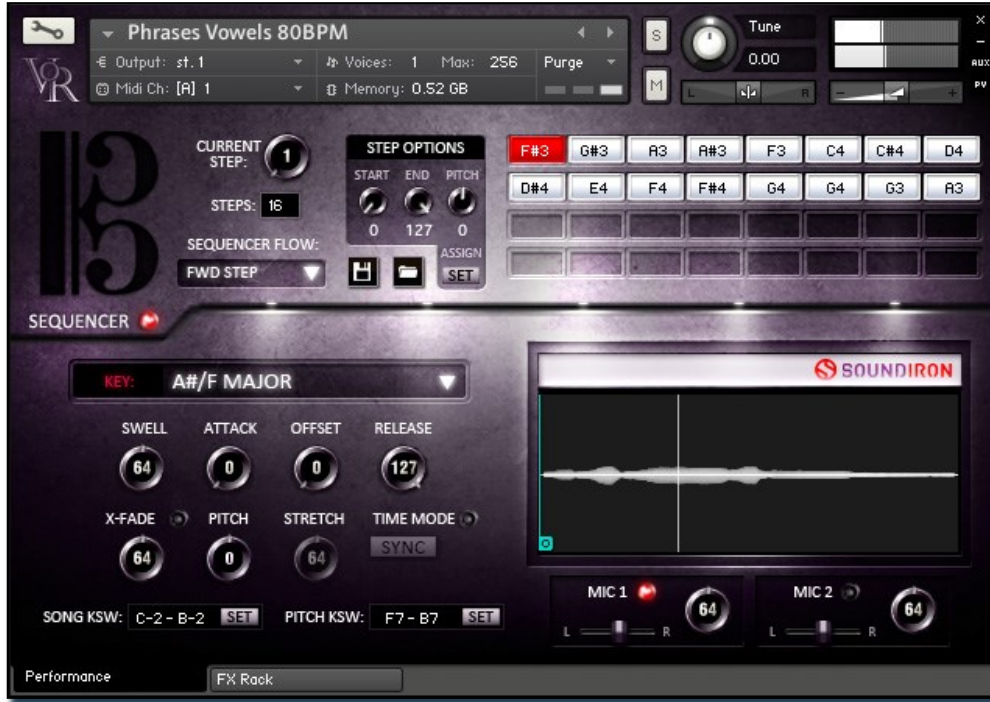 Phrases Vowels 80BPM
Output: st.1 Voices: 1 Max: 256 Purge
Midi Ch: [A] 1 Memory: 0.52 GB
S
M
Tune
0.00
L R
- +
X
-
AUX
PV
VR
CURRENT STEP: 1
STEPS: 16
SEQUENCER FLOW:
FWD STEP
STEP OPTIONS
START END PITCH
0 127 0
ASSIGN
SET
F#3 G#3 A3 A#3 F3 C4 C#4 D4
D#4 E4 F4 F#4 G4 G4 G3 A3
SEQUENCER
KEY: A#/F MAJOR
SOUNDIRON
SWELL ATTACK OFFSET RELEASE
64 0 0 127
X-FADE PITCH STRETCH TIME MODE
64 0 64 SYNC
SONG KSW: C-2 - B-2 SET PITCH KSW: F7 - B7 SET
MIC 1 64 MIC 2 64
L R L R
Performance FX Rack